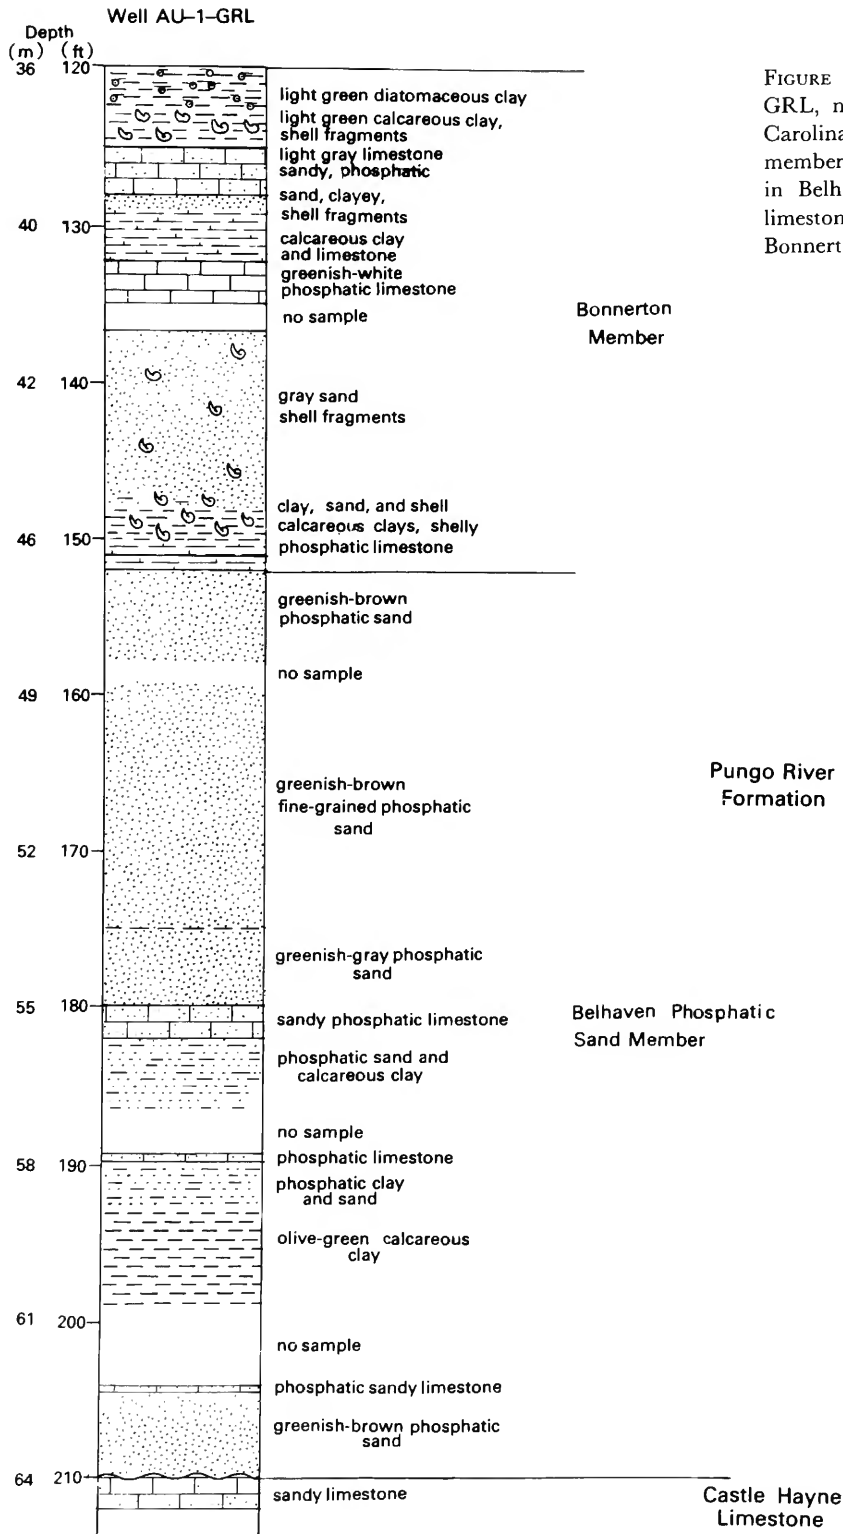 Well AU-1-GRL
Depth
(m) (ft)
36 120
light green diatomaceous clay
light green calcareous clay,
shell fragments
light gray limestone
sandy, phosphatic
sand, clayey,
shell fragments
40 130
calcareous clay
and limestone
greenish-white
phosphatic limestone
no sample
Bonnerton
Member
42 140
gray sand
shell fragments
clay, sand, and shell
calcareous clays, shelly
46 150
phosphatic limestone
greenish-brown
phosphatic sand
no sample
49 160
greenish-brown
fine-grained phosphatic
sand
Pungo River
Formation
52 170
greenish-gray phosphatic
sand
55 180
sandy phosphatic limestone
Belhaven Phosphatic
Sand Member
phosphatic sand and
calcareous clay
no sample
phosphatic limestone
58 190
phosphatic clay
and sand
olive-green calcareous
clay
61 200
no sample
phosphatic sandy limestone
greenish-brown phosphatic
sand
64 210
sandy limestone
Castle Hayne
Limestone
FIGURE
GRL, n
Carolina
member
in Belh
limeston
Bonnert